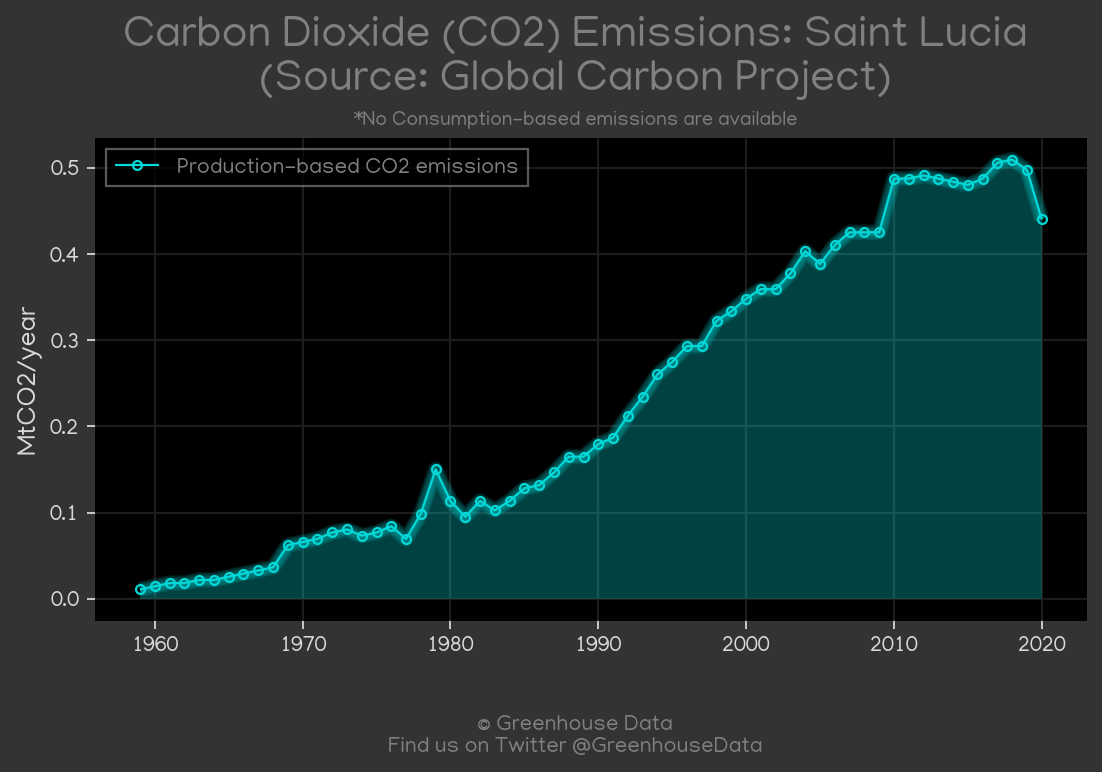 Carbon Dioxide (CO2) Emissions: Saint Lucia
(Source: Global Carbon Project)
*No Consumption-based emissions are available
Production-based CO2 emissions
MtCO2/year
0.5
0.4
0.3
0.2
0.1
0.0
1960 1970 1980 1990 2000 2010 2020
© Greenhouse Data
Find us on Twitter @GreenhouseData